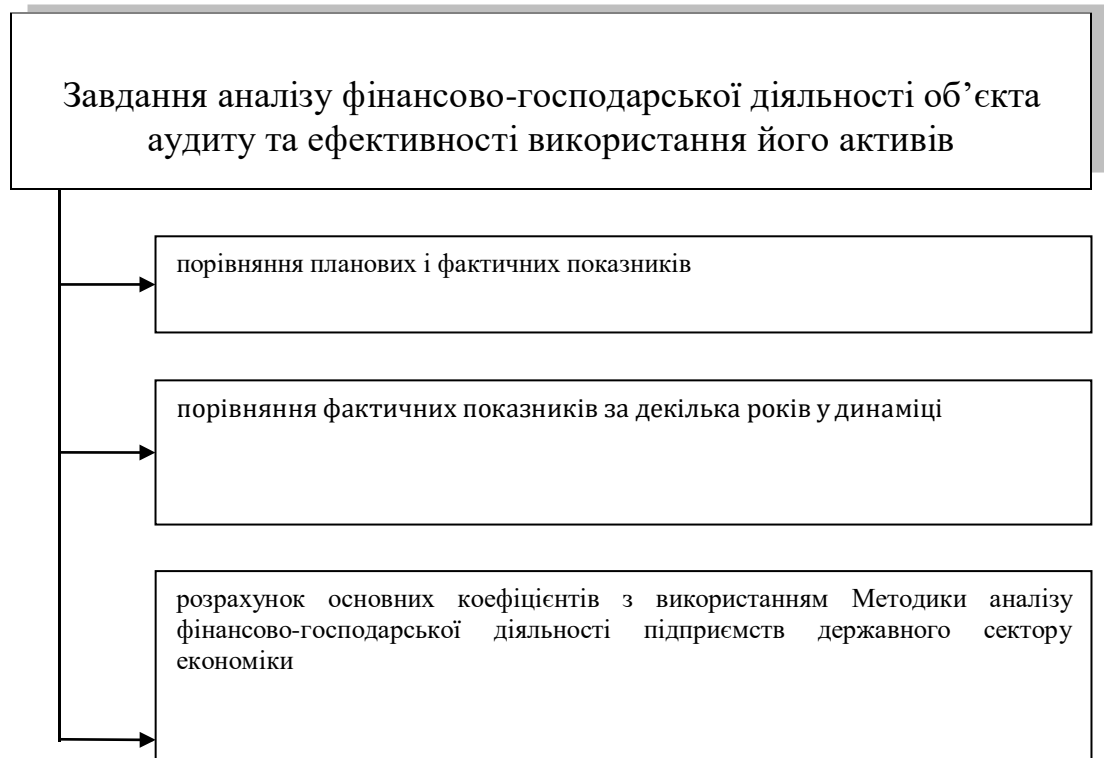 Завдання аналізу фінансово-господарської діяльності об’єкта
аудиту та ефективності використання його активів
порівняння планових і фактичних показників
порівняння фактичних показників за декілька років у динаміці
розрахунок основних коефіцієнтів з використанням Методики аналізу
фінансово-господарської діяльності підприємств державного сектору
економіки